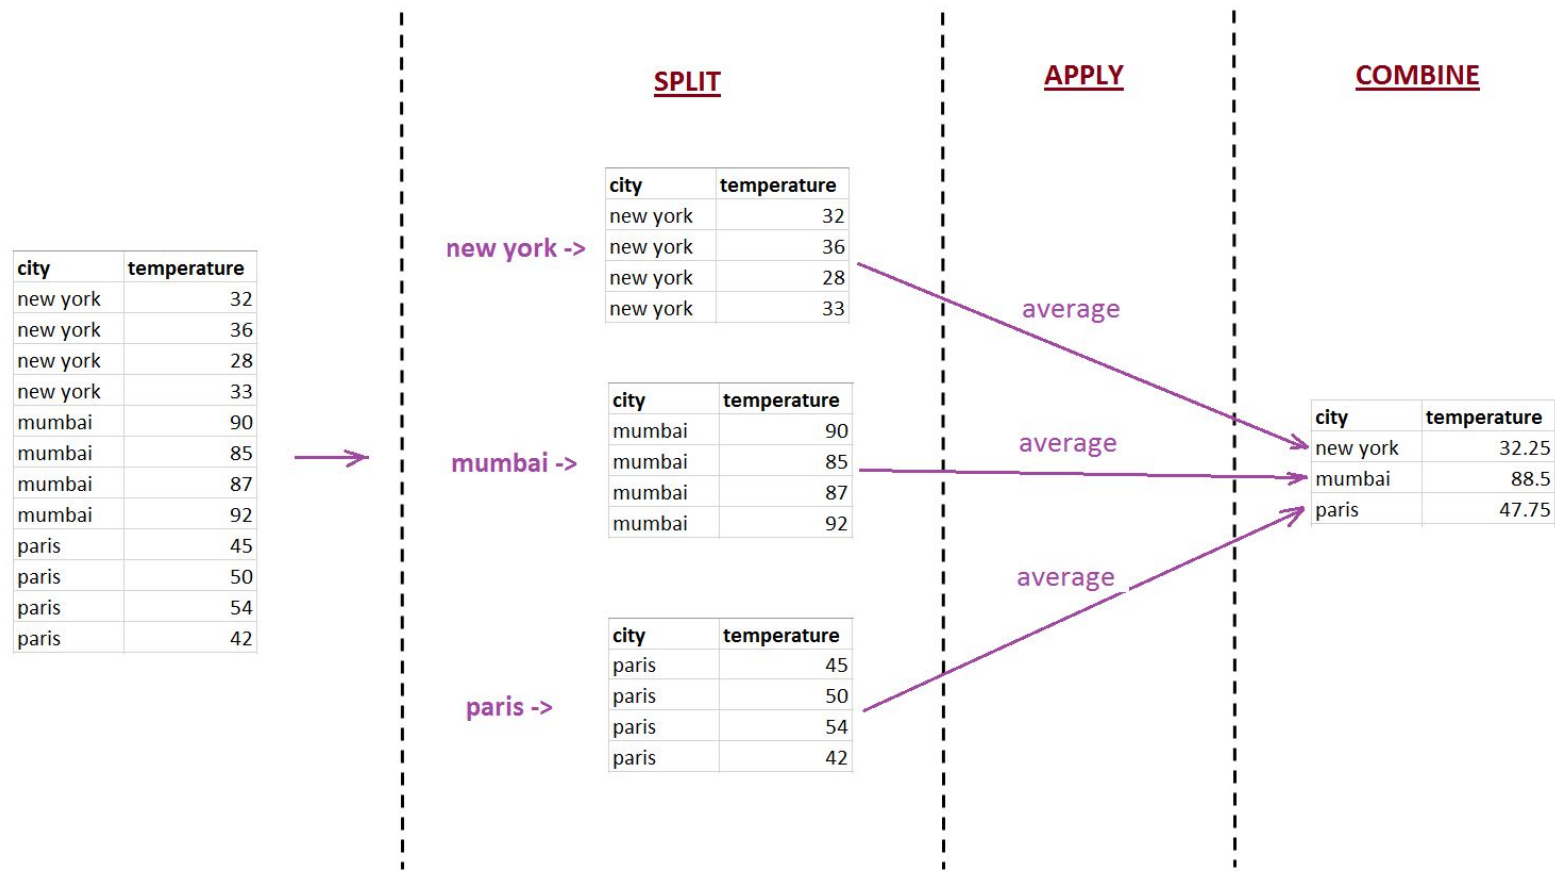 city temperature
new york 32
new york 36
new york 28
new york 33
mumbai 90
mumbai 85
mumbai 87
mumbai 92
paris 45
paris 50
paris 54
paris 42
SPLIT
new york ->
city temperature
new york 32
new york 36
new york 28
new york 33
mumbai ->
city temperature
mumbai 90
mumbai 85
mumbai 87
mumbai 92
paris ->
city temperature
paris 45
paris 50
paris 54
paris 42
APPLY
average
average
average
COMBINE
city temperature
new york 32.25
mumbai 88.5
paris 47.75